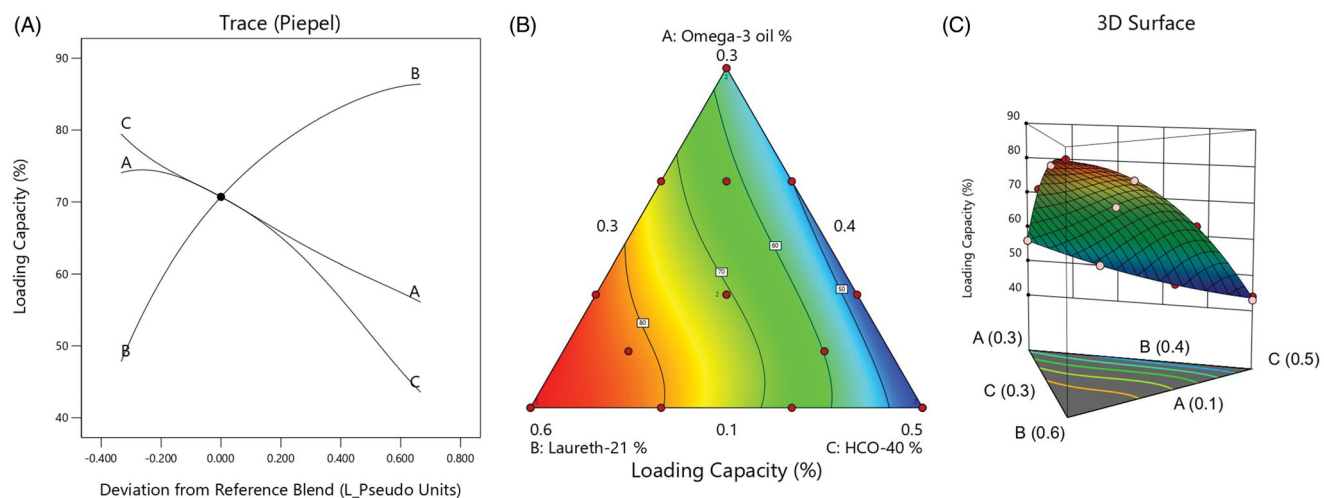 (A)
Trace (Piepel)
90
80
70
60
50
40
Loading Capacity (%)
C
A
B
B
A
C
-0.400
-0.200
0.000
0.200
0.400
0.600
0.800
Deviation from Reference Blend (L_Pseudo Units)
(B)
A: Omega-3 oil %
0.3
2
0.3
0.4
60
70
50
2
80
0.6
0.1
0.5
B: Laureth-21 %
C: HCO-40 %
Loading Capacity (%)
(C)
3D Surface
90
80
70
60
50
40
Loading Capacity (%)
A (0.3)
B (0.4)
C (0.5)
C (0.3)
A (0.1)
B (0.6)